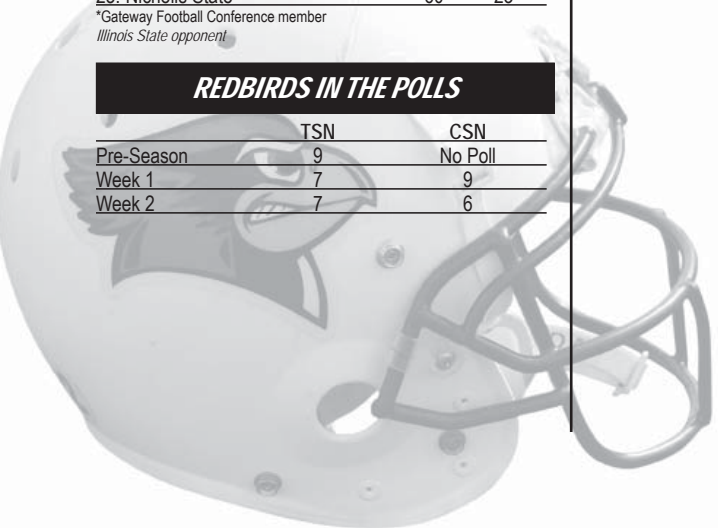 *Gateway Football Conference member
Illinois State opponent
REDBIRDS IN THE POLLS
TSN CSN
Pre-Season 9 No Poll
Week 1 7 9
Week 2 7 6